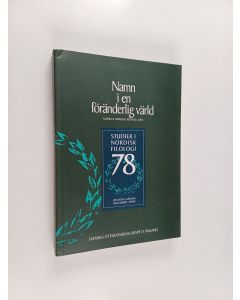 Namn
i en
föränderlig värld
STUDIER I
NORDISK
FILOLOGI
78
SVENSKA LITTERATURSÄLLSKAPET I FINLAND